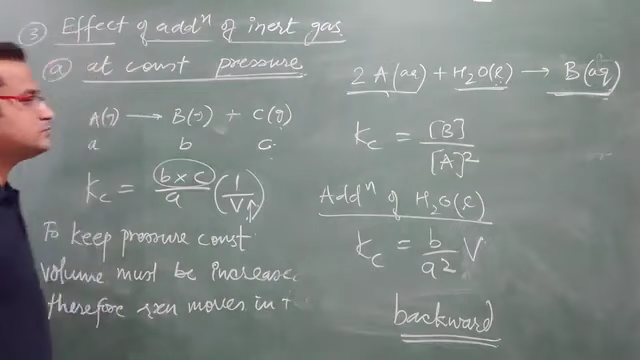 ③ Effect of addⁿ of inert gas
ⓐ at const pressure
A(g) → B(g) + C(g)
a b c
Kc = b×c/a (1/V↑)
To keep pressure const
volume must be increase
therefore rxn moves in
2A(aq) + H₂O(ℓ) → B(aq)
Kc = [B]/[A]²
Addⁿ of H₂O(ℓ)
Kc = b/a² V
backward